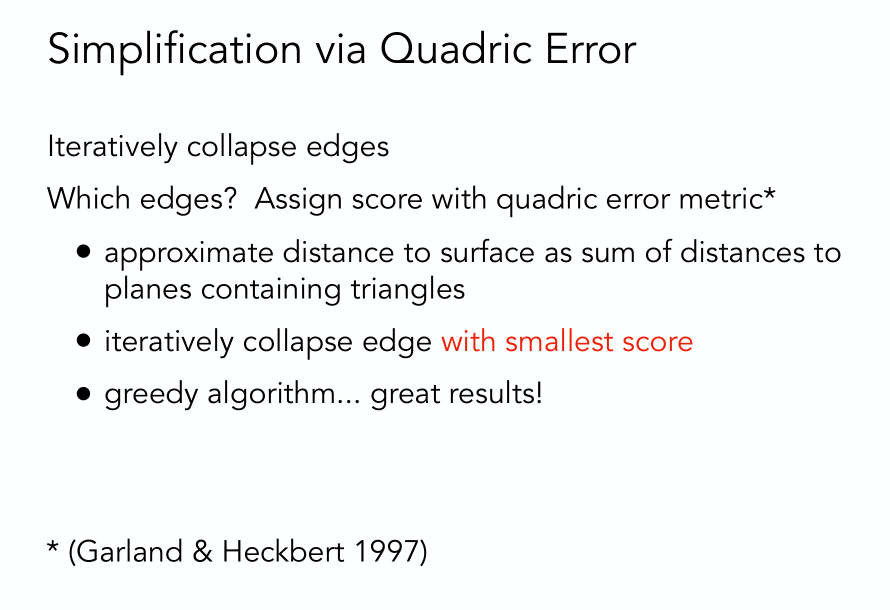 Simplification via Quadric Error
Iteratively collapse edges
Which edges?  Assign score with quadric error metric*
• approximate distance to surface as sum of distances to
planes containing triangles
• iteratively collapse edge with smallest score
• greedy algorithm... great results!
* (Garland & Heckbert 1997)